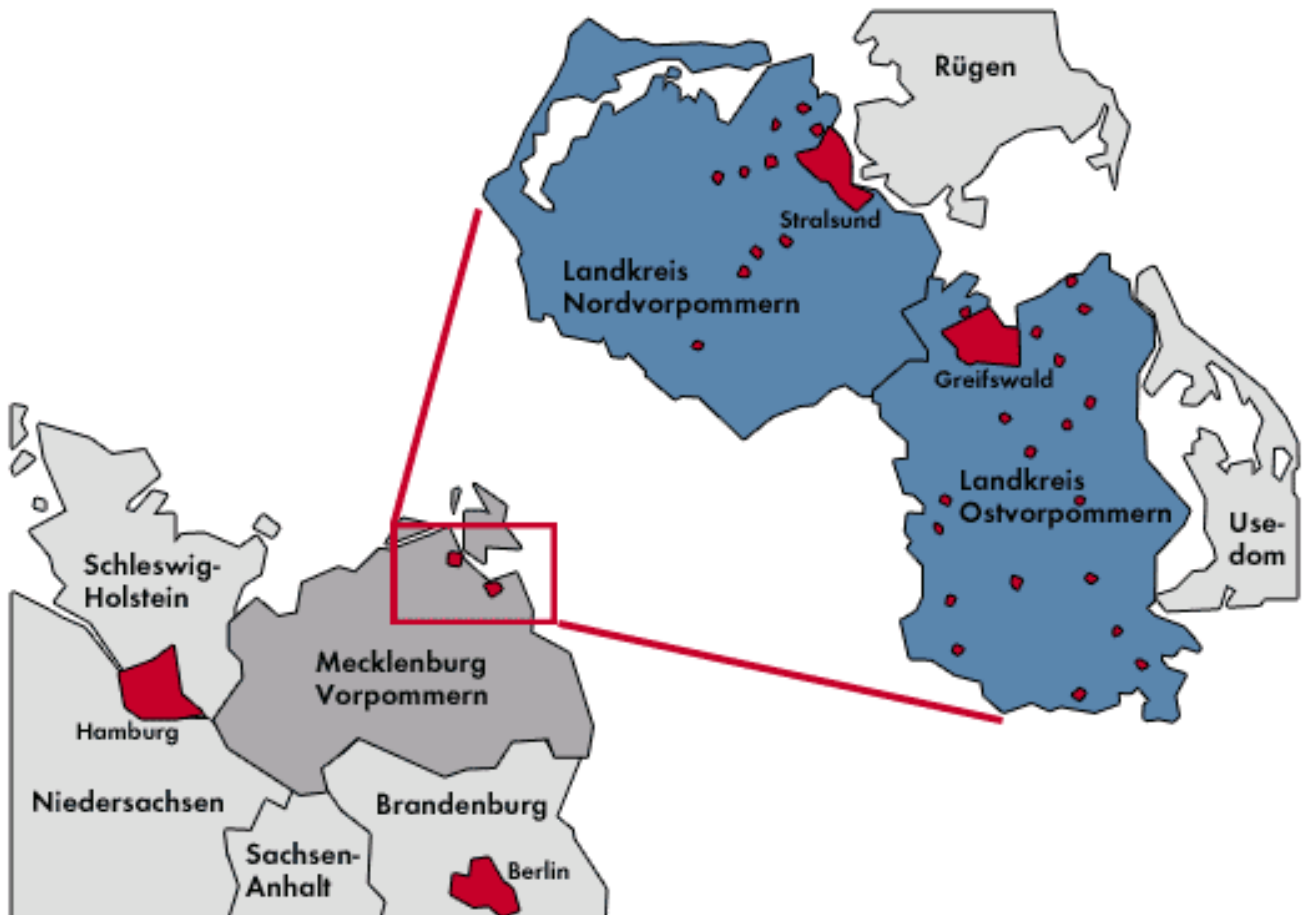 Rügen
Stralsund
Landkreis
Nordvorpommern
Greifswald
Landkreis
Ostvorpommern
Use-
dom
Schleswig-
Holstein
Mecklenburg
Vorpommern
Hamburg
Niedersachsen
Brandenburg
Sachsen-
Anhalt
Berlin